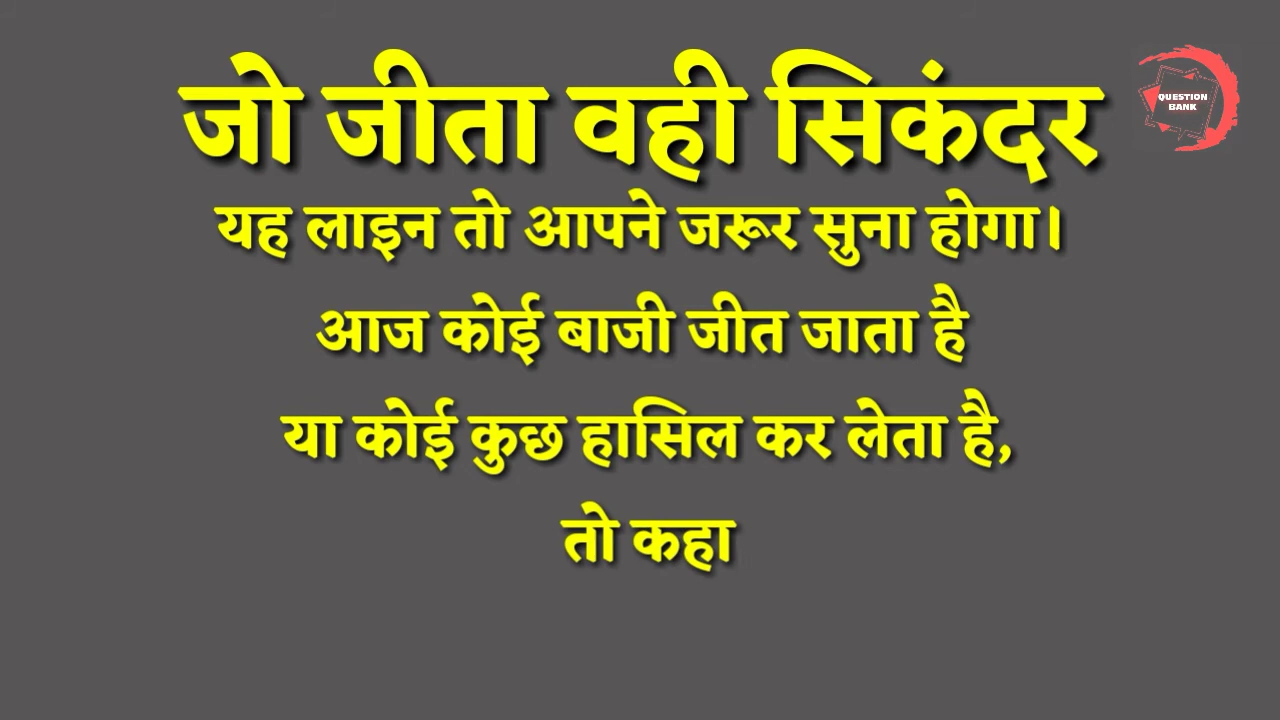 जो जीता वही सिकंदर
QUESTION
BANK
यह लाइन तो आपने जरूर सुना होगा।
आज कोई बाजी जीत जाता है
या कोई कुछ हासिल कर लेता है,
तो कहा